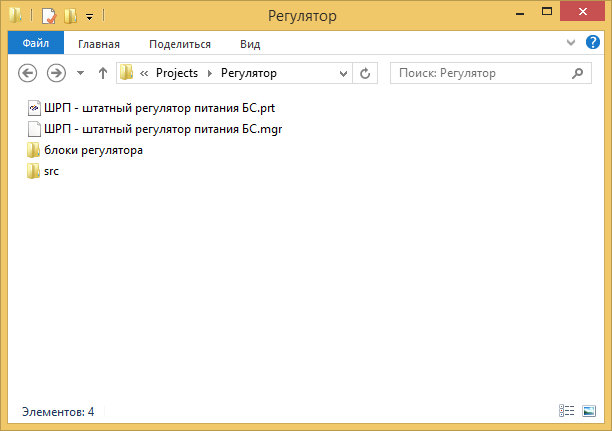 Регулятор
Файл Главная Поделиться Вид
« Projects Регулятор Поиск: Регулятор
ШРП - штатный регулятор питания БС.prt
ШРП - штатный регулятор питания БС.mgr
блоки регулятора
src
Элементов: 4